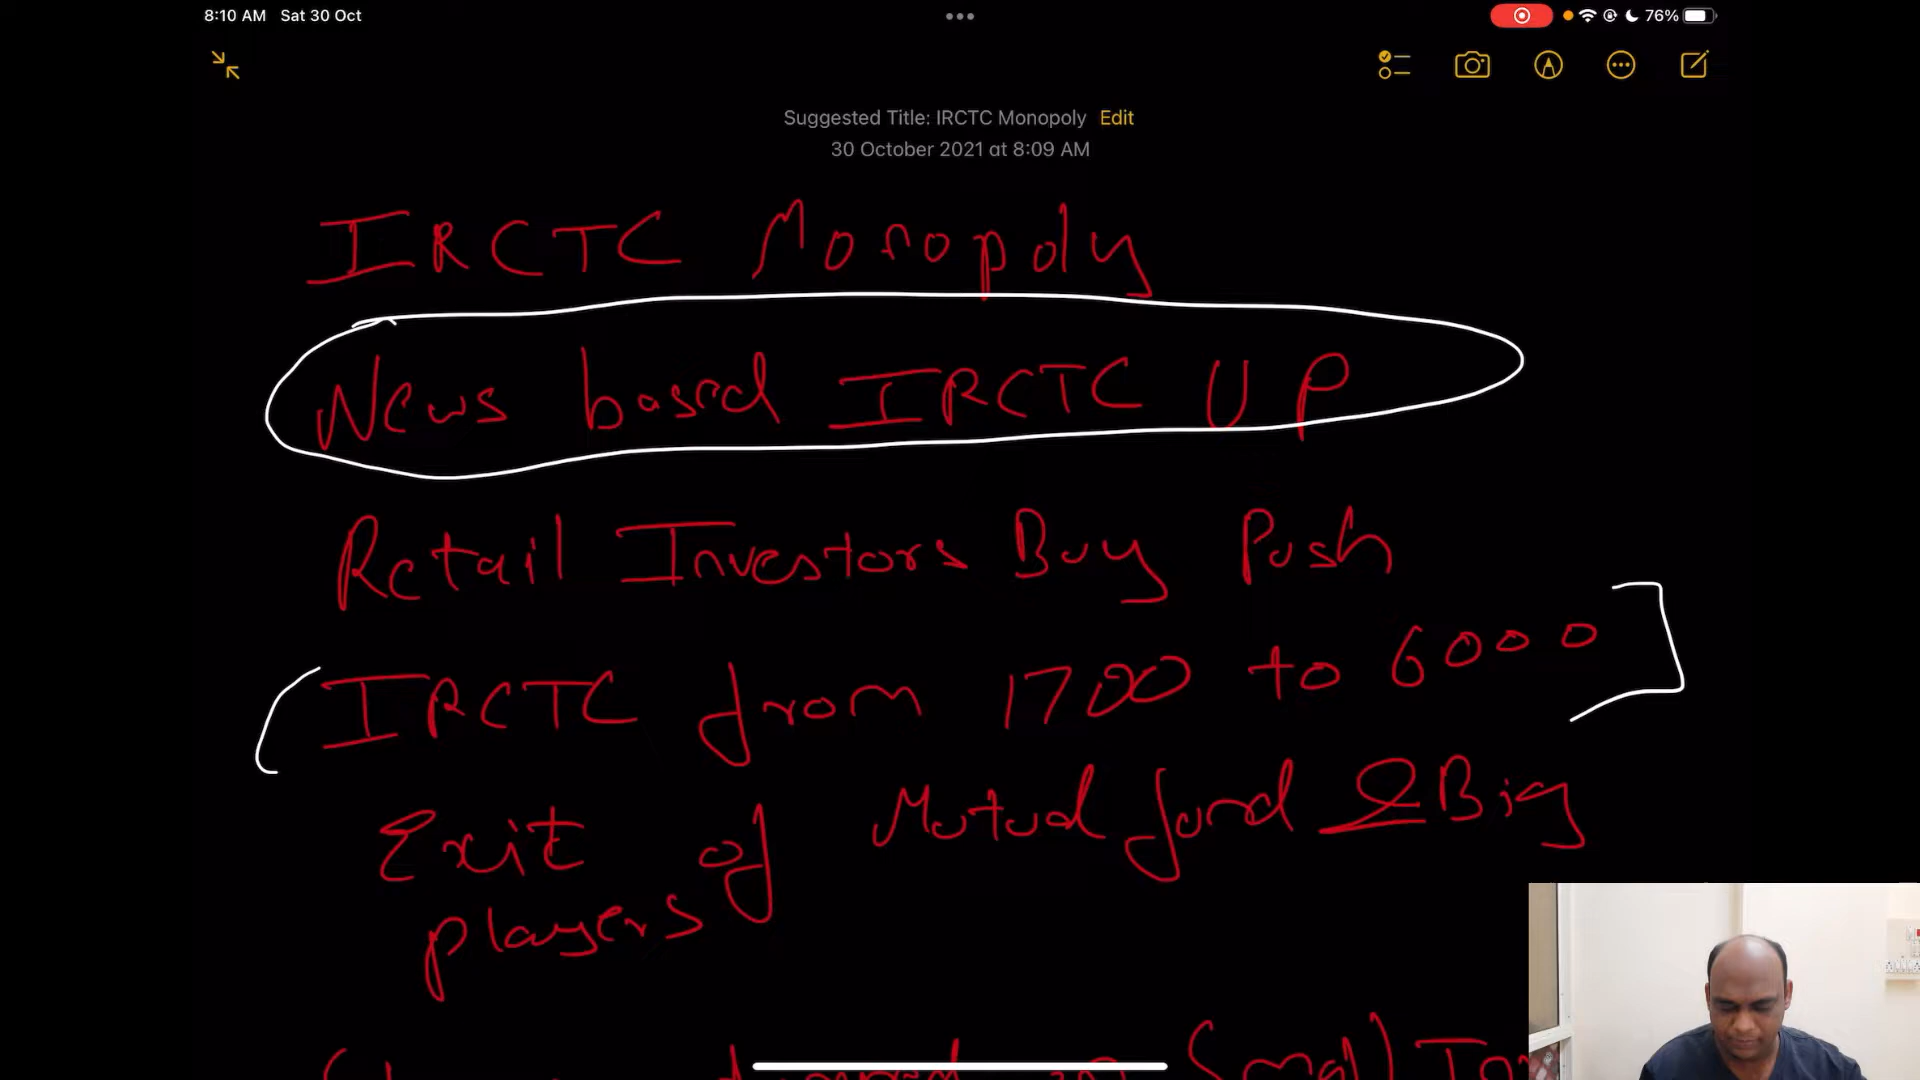 8:10 AM Sat 30 Oct
76%
Suggested Title: IRCTC Monopoly Edit
30 October 2021 at 8:09 AM
IRCTC Monopoly
News based IRCTC UP
Retail Investors Buy Push
IRCTC from 1700 to 6000
Exit of Mutual fund & Big
players